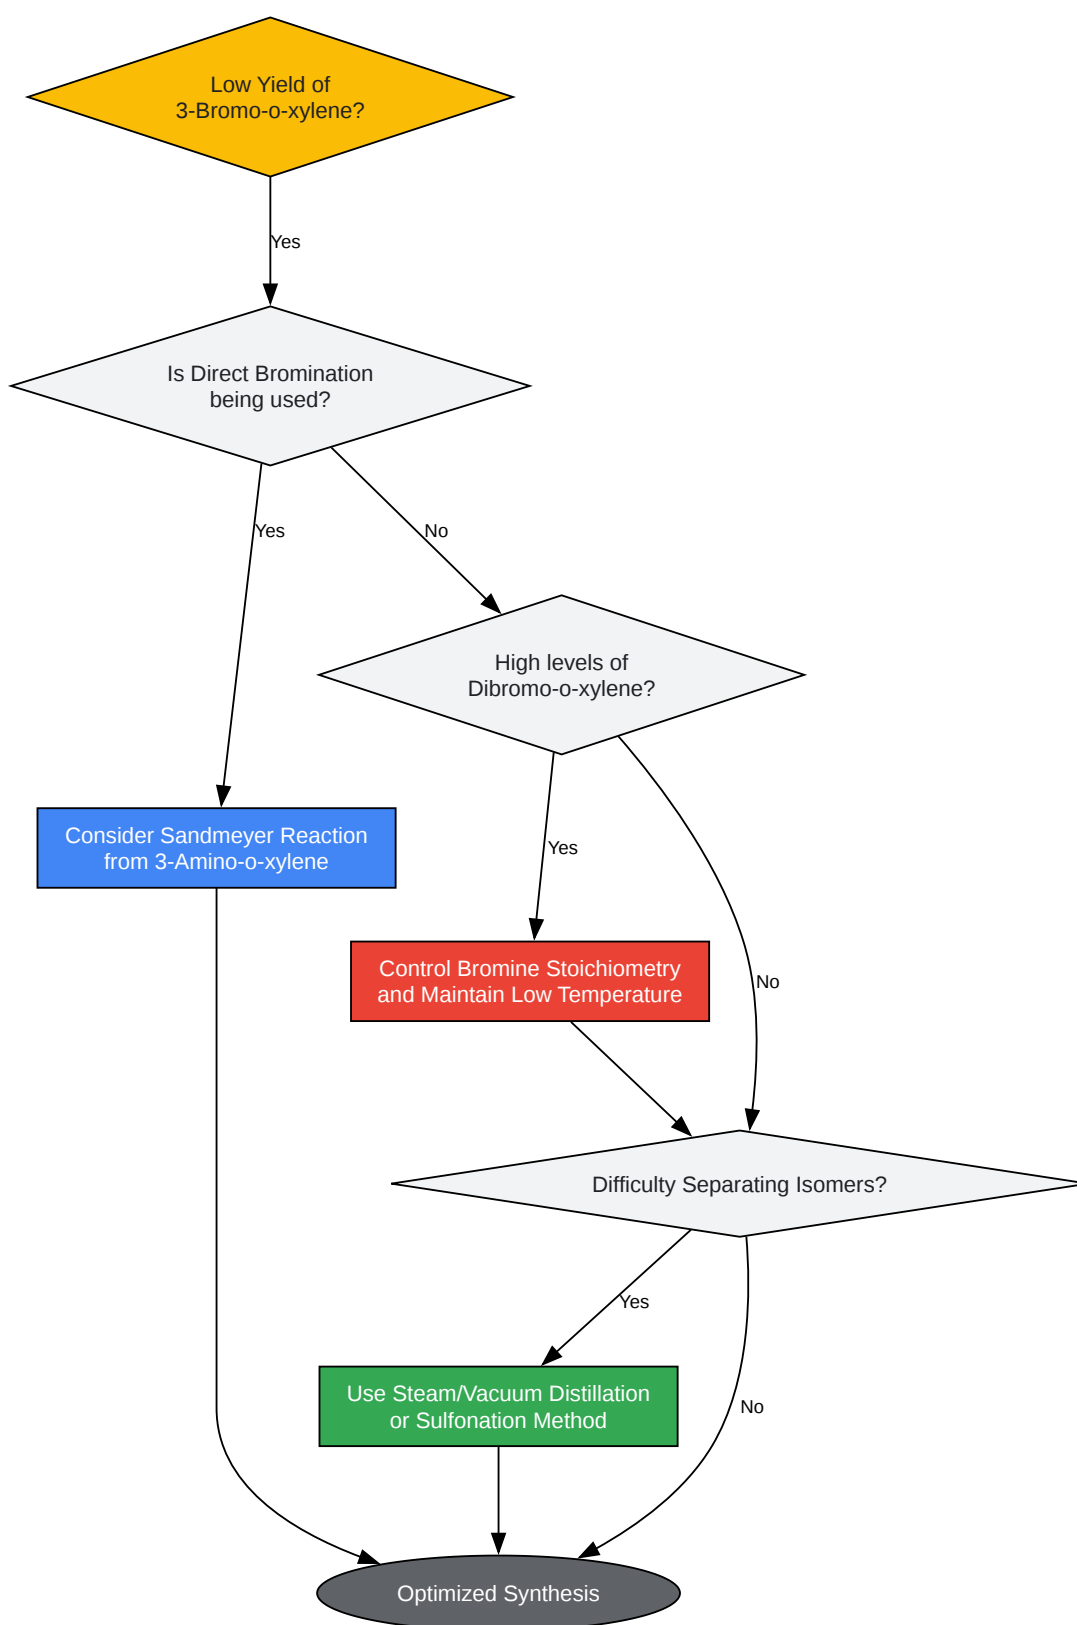 Low Yield of
3-Bromo-o-xylene?
Yes
Is Direct Bromination
being used?
Yes
No
High levels of
Dibromo-o-xylene?
Consider Sandmeyer Reaction
from 3-Amino-o-xylene
Yes
Control Bromine Stoichiometry
and Maintain Low Temperature
No
Difficulty Separating Isomers?
Yes
Use Steam/Vacuum Distillation
or Sulfonation Method
No
Optimized Synthesis